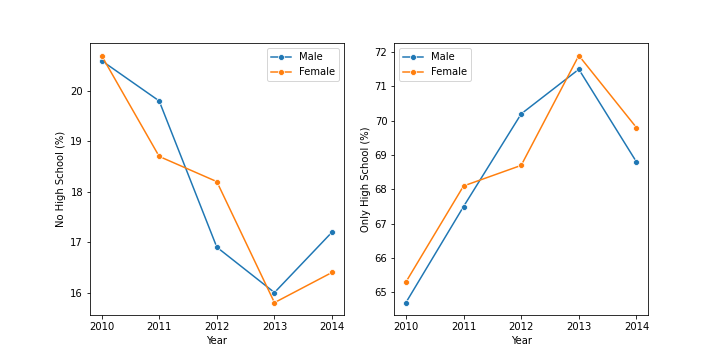 Male
Female
No High School (%)
20
19
18
17
16
2010 2011 2012 2013 2014
Year
Male
Female
Only High School (%)
72
71
70
69
68
67
66
65
2010 2011 2012 2013 2014
Year